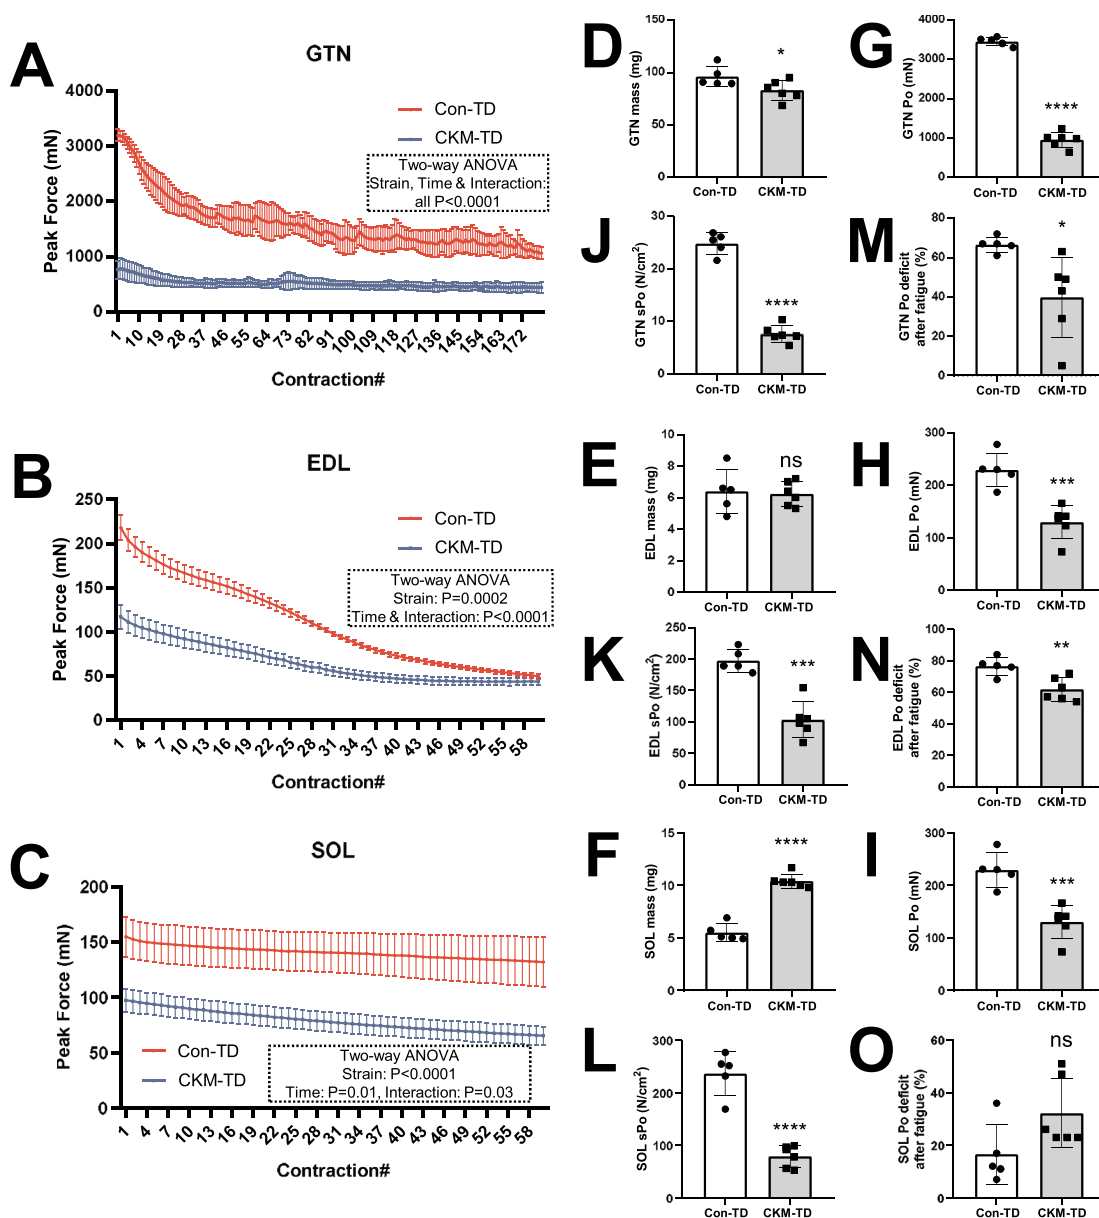 A
GTN
4000
3000
2000
1000
0
Peak Force (mN)
Con-TD
CKM-TD
Two-way ANOVA
Strain, Time & Interaction:
all P<0.0001
1 10 19 28 37 46 55 64 73 82 91 100 109 118 127 136 145 154 163 172
Contraction#
B
EDL
250
200
150
100
50
0
Peak Force (mN)
Con-TD
CKM-TD
Two-way ANOVA
Strain: P=0.0002
Time & Interaction: P<0.0001
1 4 7 10 13 16 19 22 25 28 31 34 37 40 43 46 49 52 55 58
Contraction#
C
SOL
200
150
100
50
0
Peak Force (mN)
Con-TD
CKM-TD
Two-way ANOVA
Strain: P<0.0001
Time: P=0.01, Interaction: P=0.03
1 4 7 10 13 16 19 22 25 28 31 34 37 40 43 46 49 52 55 58
Contraction#
D
GTN mass (mg)
150
100
50
0
*
Con-TD CKM-TD
G
GTN Po (mN)
4000
3000
2000
1000
0
****
Con-TD CKM-TD
J
GTN sPo (N/cm²)
30
20
10
0
****
Con-TD CKM-TD
M
GTN Po deficit
after fatigue (%)
80
60
40
20
0
*
Con-TD CKM-TD
E
EDL mass (mg)
10
8
6
4
2
0
ns
Con-TD CKM-TD
H
EDL Po (mN)
300
200
100
0
***
Con-TD CKM-TD
K
EDL sPo (N/cm²)
250
200
150
100
50
0
***
Con-TD CKM-TD
N
EDL Po deficit
after fatigue (%)
100
80
60
40
20
0
**
Con-TD CKM-TD
F
SOL mass (mg)
15
10
5
0
****
Con-TD CKM-TD
I
SOL Po (mN)
300
200
100
0
***
Con-TD CKM-TD
L
SOL sPo (N/cm²)
300
200
100
0
****
Con-TD CKM-TD
O
SOL Po deficit
after fatigue (%)
60
40
20
0
ns
Con-TD CKM-TD